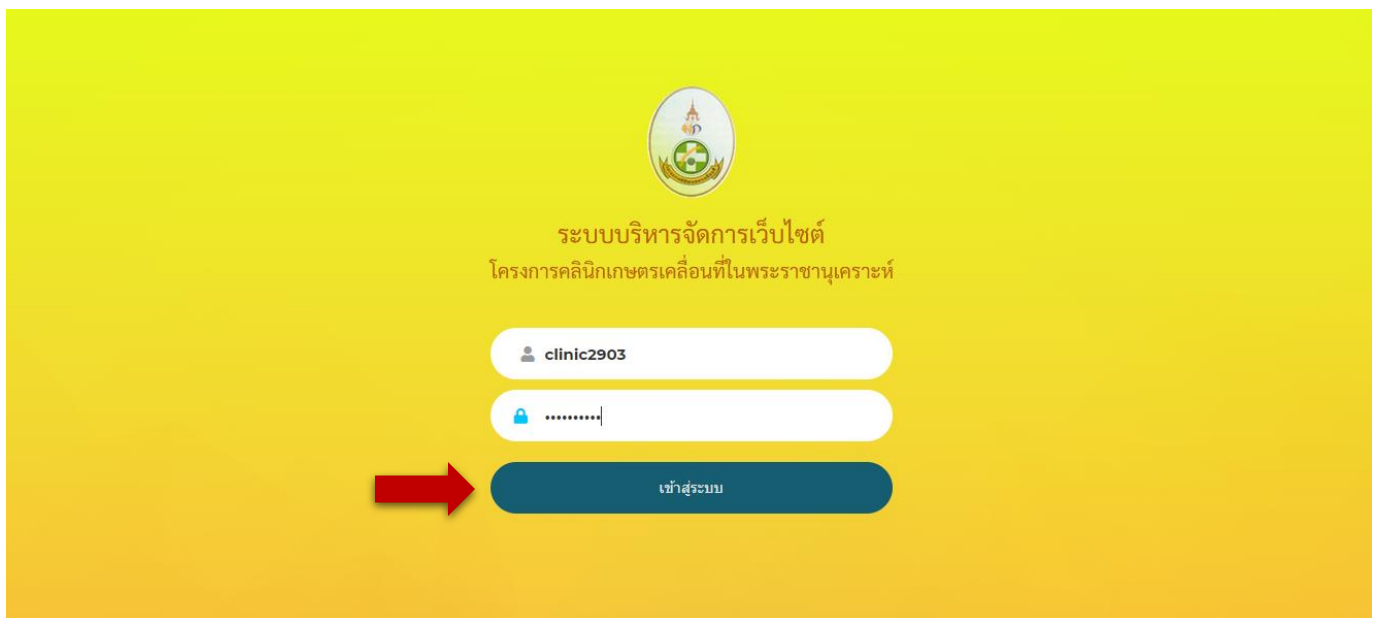 ระบบบริหารจัดการเว็บไซต์
โครงการคลินิกเกษตรเคลื่อนที่ในพระราชานุเคราะห์
clinic2903
••••••••••
เข้าสู่ระบบ